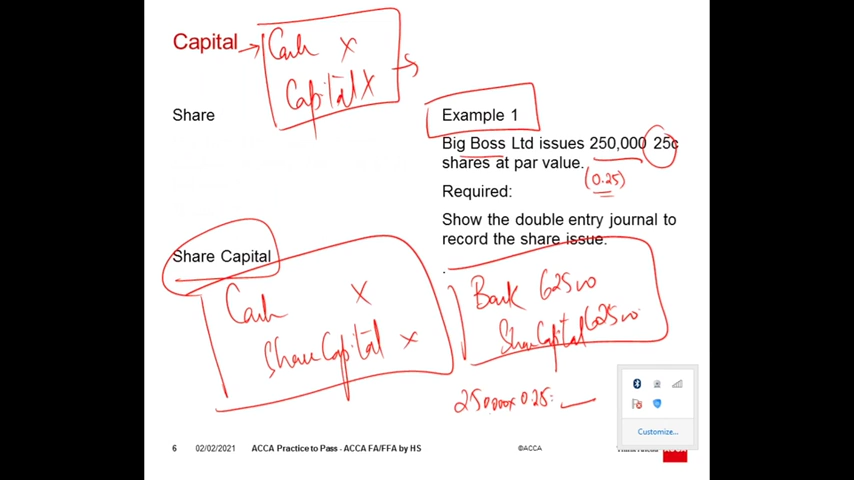 Capital
Cash X
Capital X
Share
Example 1
Big Boss Ltd issues 250,000 25c
shares at par value.
(0.25)
Required:
Show the double entry journal to
record the share issue.
.
Share Capital
Cash X
Share Capital X
Bank 62500
Share Capital 62500
250000 x 0.25:
Customize...
6 02/02/2021 ACCA Practice to Pass - ACCA FA/FFA by HS ©ACCA